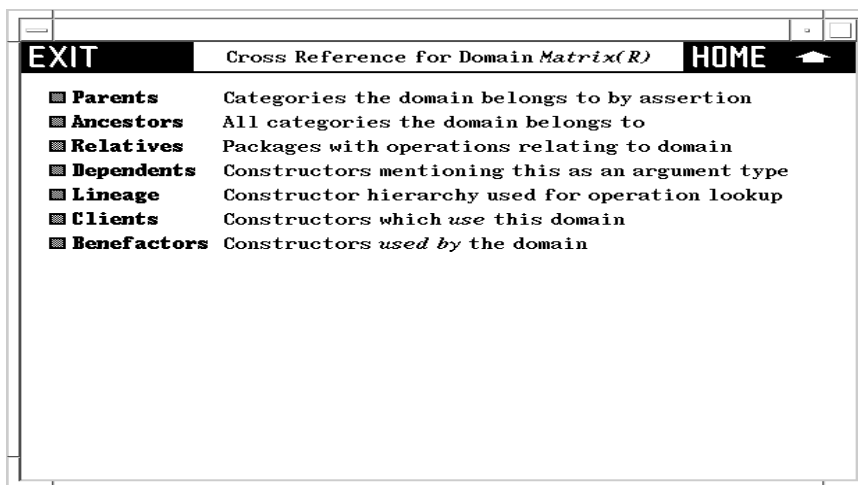 EXIT Cross Reference for Domain Matrix(R) HOME
Parents Categories the domain belongs to by assertion
Ancestors All categories the domain belongs to
Relatives Packages with operations relating to domain
Dependents Constructors mentioning this as an argument type
Lineage Constructor hierarchy used for operation lookup
Clients Constructors which use this domain
Benefactors Constructors used by the domain